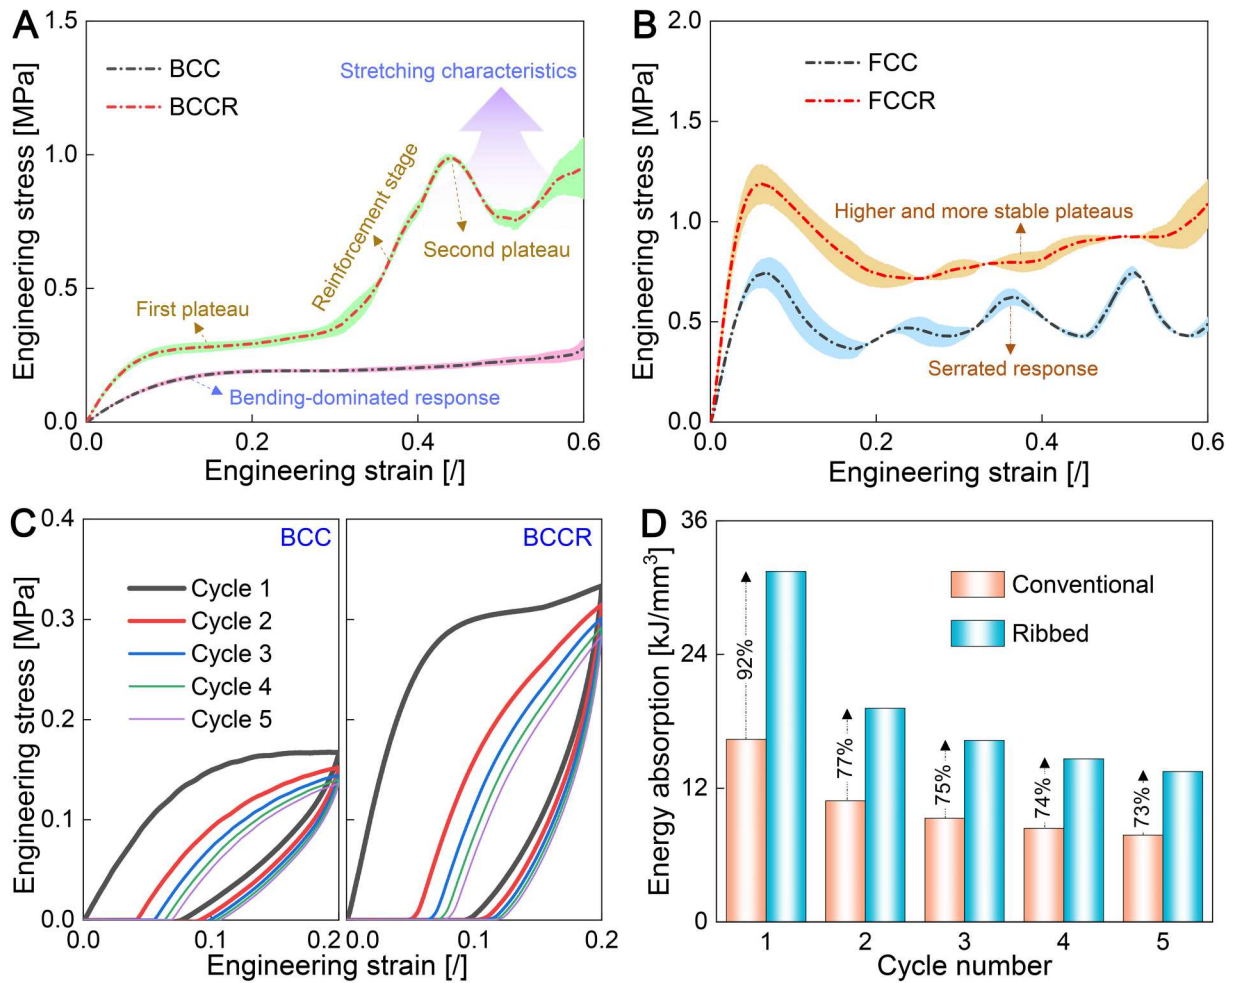 A
1.5
1.0
0.5
0.0
Engineering stress [MPa]
BCC
BCCR
Stretching characteristics
Reinforcement stage
First plateau
Second plateau
Bending-dominated response
0.0 0.2 0.4 0.6
Engineering strain [/]
B
2.0
1.5
1.0
0.5
0.0
Engineering stress [MPa]
FCC
FCCR
Higher and more stable plateaus
Serrated response
0.0 0.2 0.4 0.6
Engineering strain [/]
C
0.4
0.3
0.2
0.1
0.0
Engineering stress [MPa]
BCC
BCCR
Cycle 1
Cycle 2
Cycle 3
Cycle 4
Cycle 5
0.0 0.1 0.2 0.0 0.1 0.2
Engineering strain [/]
D
36
24
12
0
Energy absorption [kJ/mm³]
Conventional
Ribbed
92%
77%
75%
74%
73%
1 2 3 4 5
Cycle number